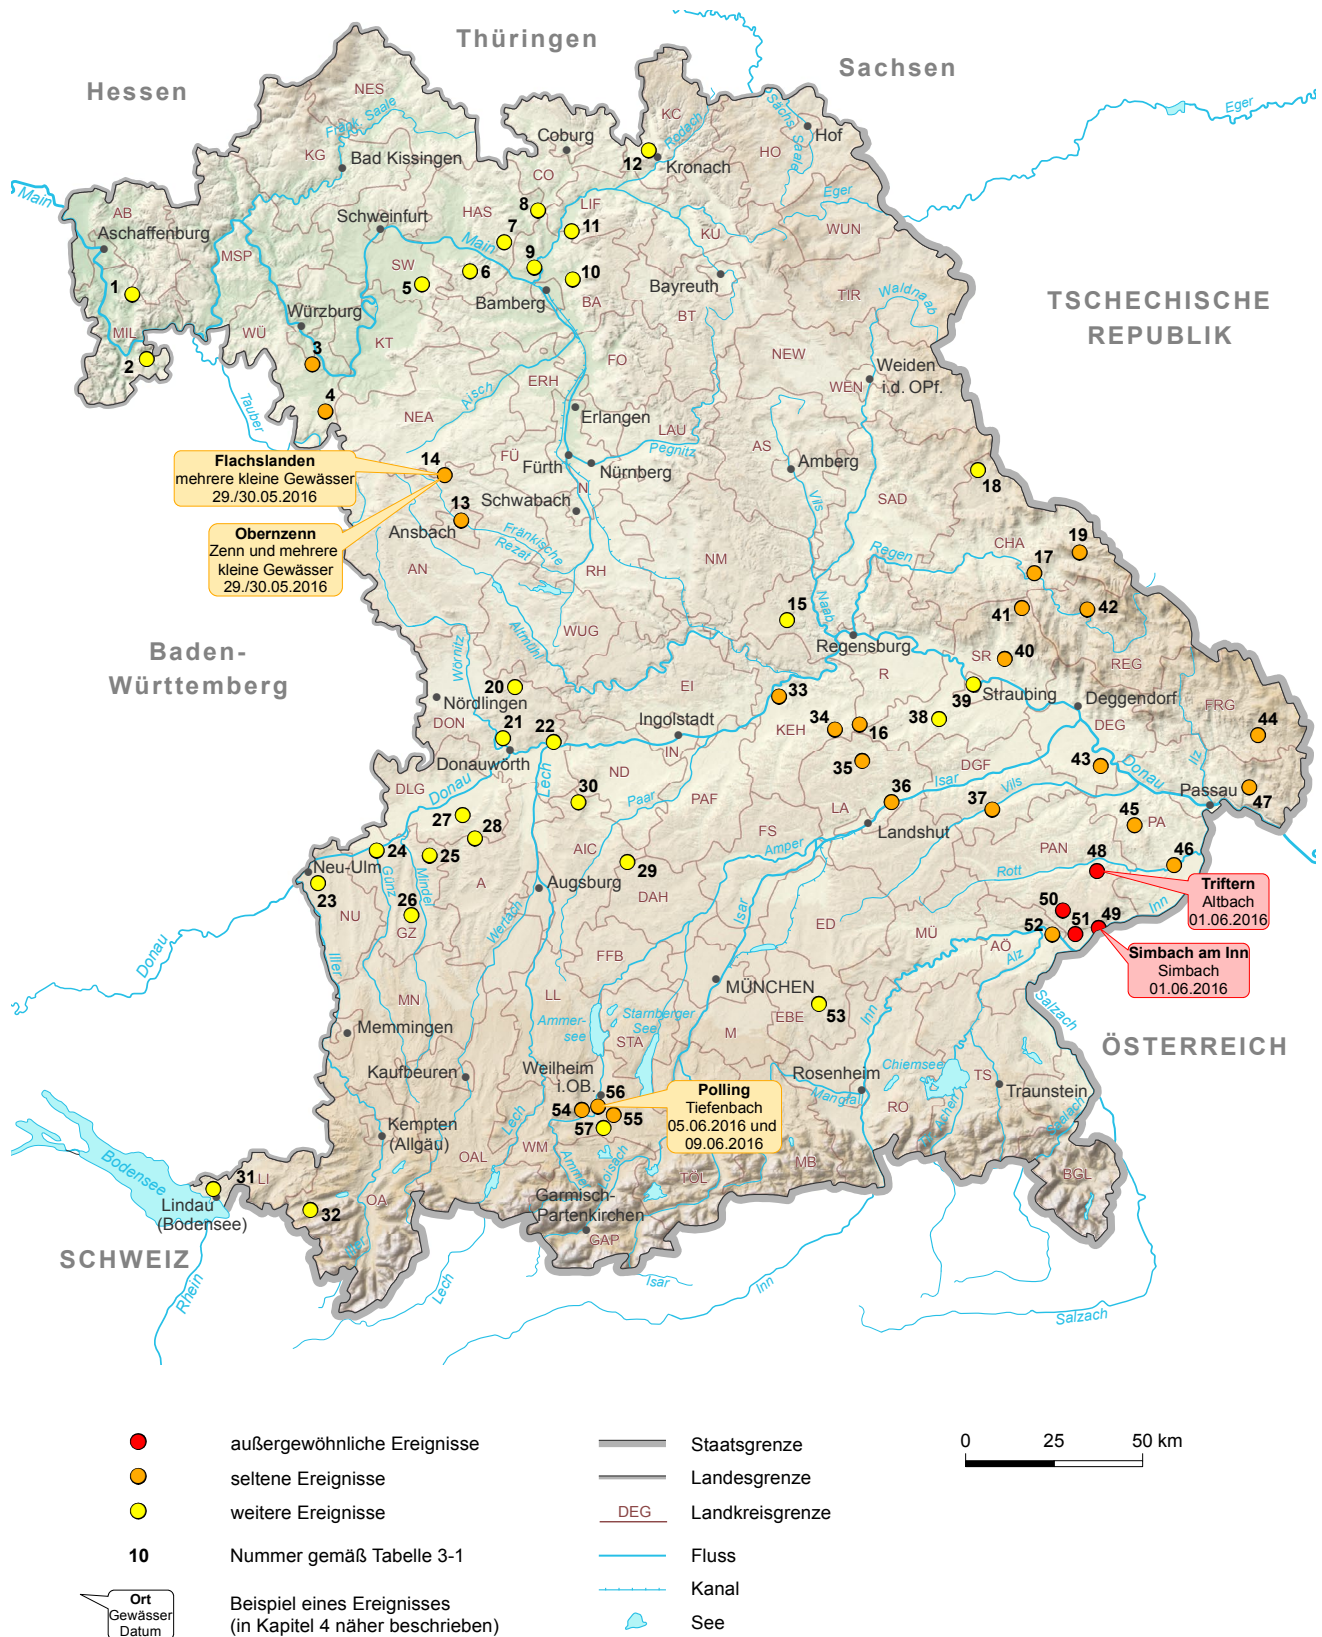 Thüringen
Sachsen
Hessen
NES
KC
Eger
Fränk. Saale
Rodach
Sächs. Saale
Hof
Coburg
KG
Bad Kissingen
12
Kronach
HO
CO
Main
AB
Aschaffenburg
Schweinfurt
HAS
8
LIF
Eger
7
11
KU
WUN
MSP
Main
SW
9
1
5
6
10
Bamberg
BA
Bayreuth
TIR
Waldnaab
TSCHECHISCHE
REPUBLIK
MIL
WÜ
Würzburg
KT
BT
2
3
FO
NEW
Weiden
i.d. OPf.
WEN
ERH
Aisch
4
NEA
Tauber
Erlangen
LAU
Pegnitz
AS
Flachslanden
mehrere kleine Gewässer
29./30.05.2016
14
FÜ
Fürth
Nürnberg
Amberg
N
18
Vils
SAD
Obernzenn
Zenn und mehrere
kleine Gewässer
29./30.05.2016
13
Schwabach
Ansbach
Fränkische
Rezat
CHA
19
Regen
17
AN
RH
NM
15
Naab
41
42
WUG
Altmühl
Wörnitz
Regensburg
Baden-
Württemberg
SR
40
REG
R
20
EI
33
39
Straubing
Nördlingen
DON
Deggendorf
FRG
21
22
Ingolstadt
KEH
34
38
DEG
44
16
Donauwörth
IN
Lech
ND
35
DGF
43
Donau
Ilz
DLG
Donau
30
Isar
Vils
36
37
Paar
PAF
LA
Passau
47
27
28
45
PA
FS
Landshut
24
25
AIC
Amper
PAN
48
46
Neu-Ulm
29
Rott
Günz
Mindel
A
Augsburg
DAH
Triftern
Altbach
01.06.2016
23
NU
26
Isar
Inn
50
49
GZ
Wertach
ED
MÜ
52
51
AÖ
Simbach am Inn
Simbach
01.06.2016
Donau
FFB
Alz
Iller
MÜNCHEN
LL
MN
EBE
53
Inn
Salzach
Memmingen
Ammer-
see
Starnberger
See
STA
M
ÖSTERREICH
Weilheim
i.OB.
Chiemsee
Kaufbeuren
Rosenheim
TS
Traunstein
56
Mangfall
54
55
Polling
Tiefenbach
05.06.2016 und
09.06.2016
RO
Tir. Achen
Saalach
57
Lech
Kempten
(Allgäu)
OAL
WM
Ammer
Loisach
TÖL
MB
BGL
Bodensee
31
LI
Lindau
(Bodensee)
32
OA
Garmisch-
Partenkirchen
GAP
Iller
SCHWEIZ
Rhein
Lech
Isar
Inn
Salzach
außergewöhnliche Ereignisse
seltene Ereignisse
weitere Ereignisse
10
Nummer gemäß Tabelle 3-1
Ort
Gewässer
Datum
Beispiel eines Ereignisses
(in Kapitel 4 näher beschrieben)
Staatsgrenze
Landesgrenze
DEG
Landkreisgrenze
Fluss
Kanal
See
0 25 50 km